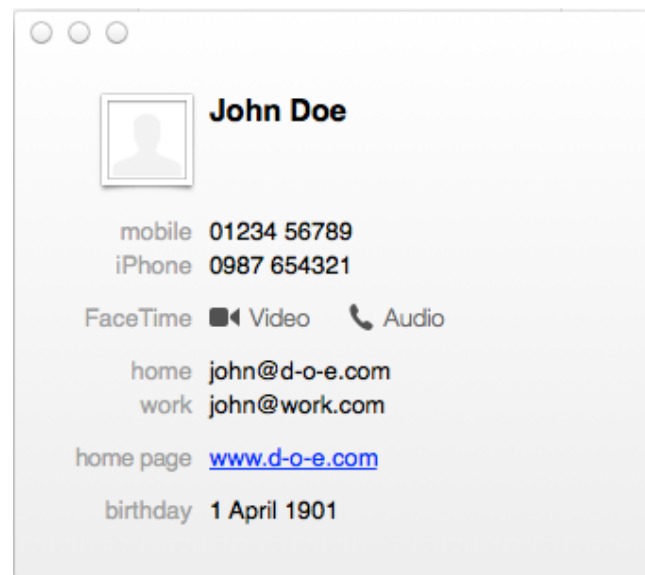 John Doe
mobile 01234 56789
iPhone 0987 654321
FaceTime Video Audio
home john@d-o-e.com
work john@work.com
home page www.d-o-e.com
birthday 1 April 1901